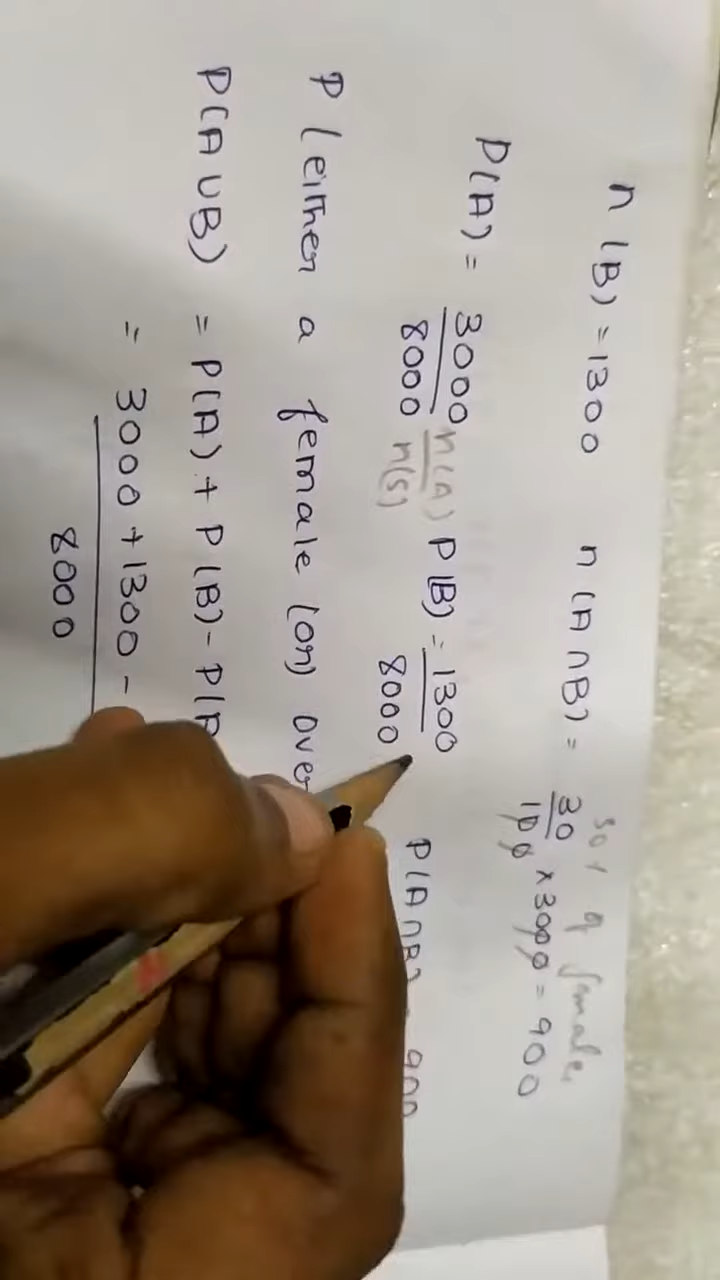 n(B) = 1300 n(A∩B) = 30/100 × 3000 = 900
30% of female.
P(A) = 3000/8000 n(A)/n(S) P(B) = 1300/8000 P(A∩B) = 900
P(either a female (or) over
P(A∪B) = P(A) + P(B) - P(
= 3000 + 1300 - / 8000